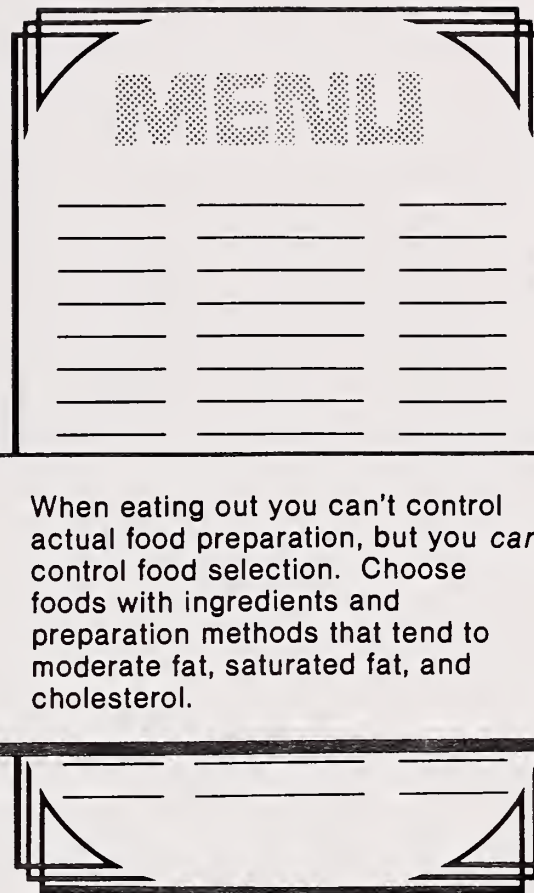 MENU
When eating out you can't control
actual food preparation, but you can
control food selection. Choose
foods with ingredients and
preparation methods that tend to
moderate fat, saturated fat, and
cholesterol.